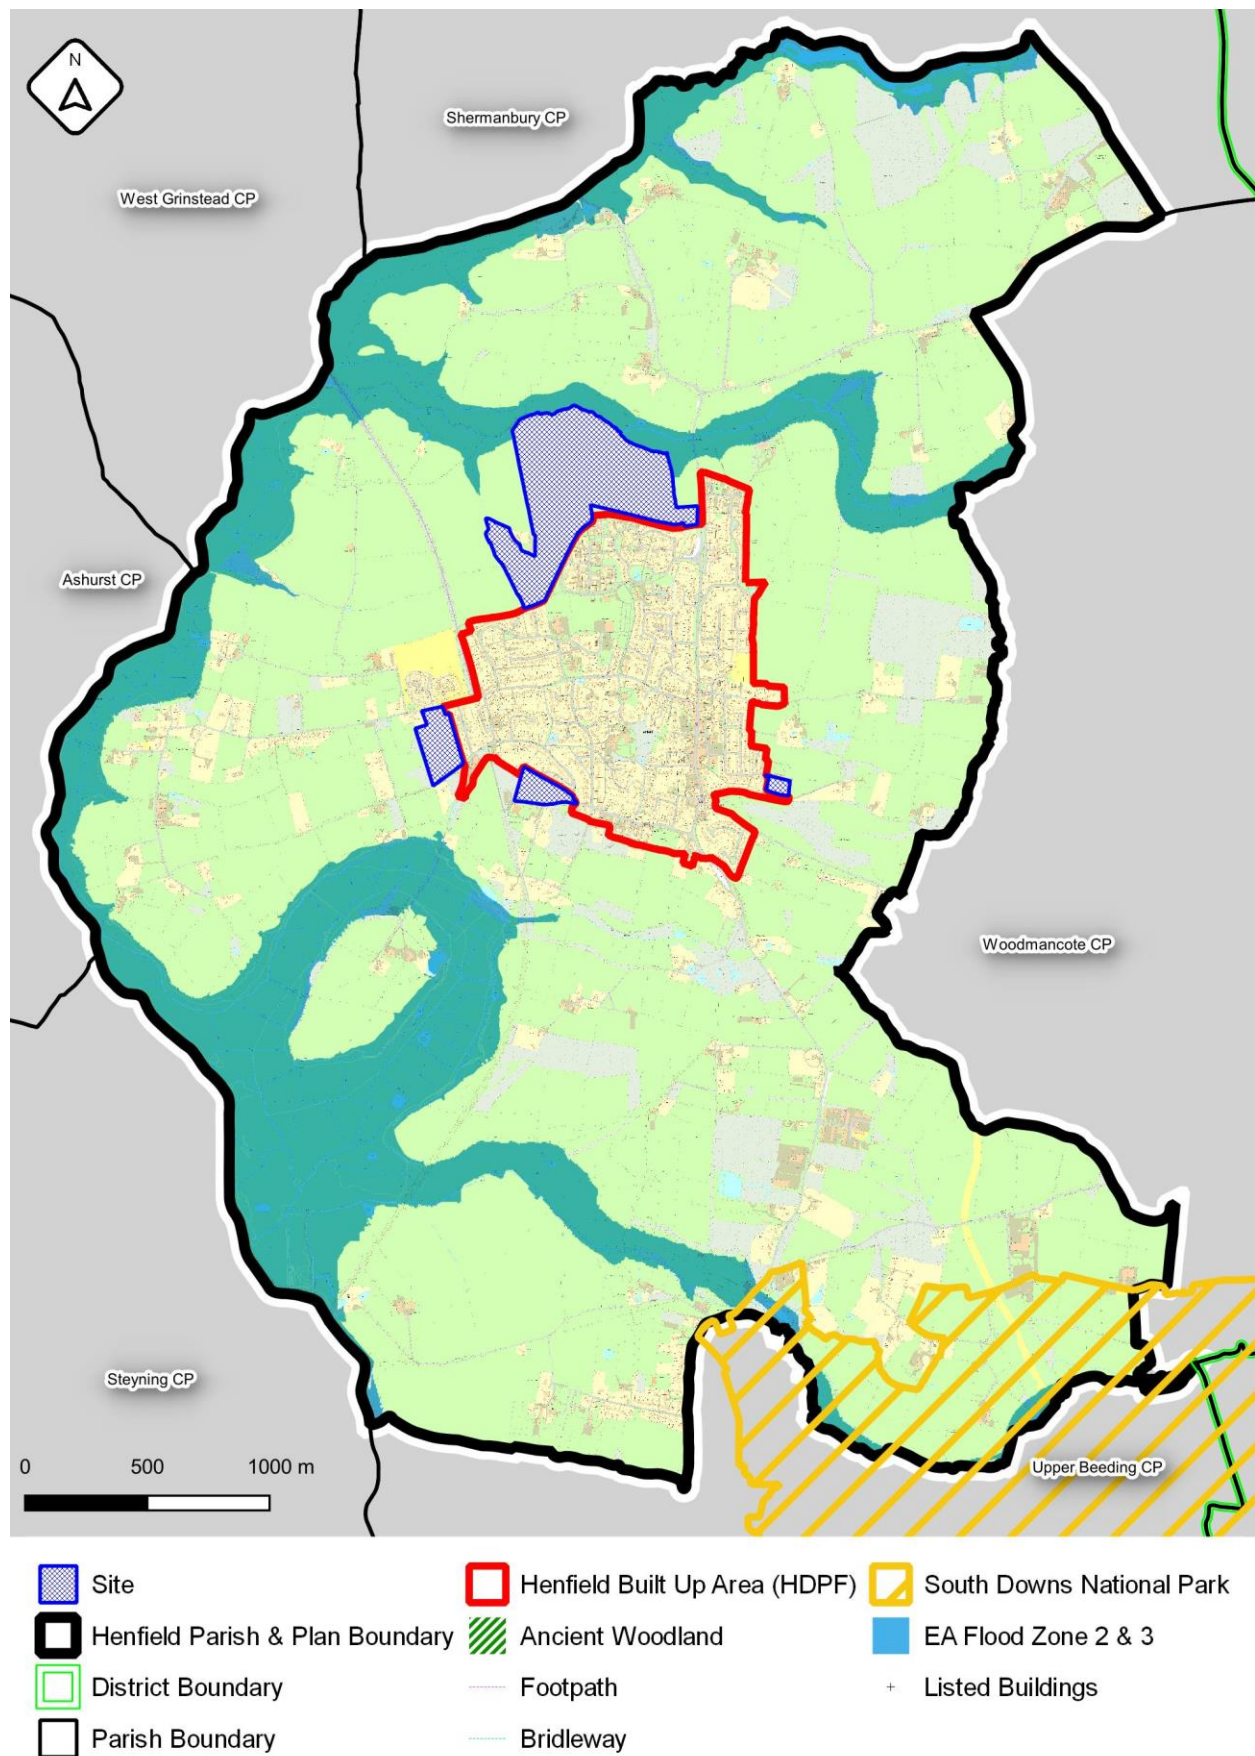 N
Shermanbury CP
West Grinstead CP
Ashurst CP
Woodmancote CP
Steyning CP
Upper Beeding CP
0 500 1000 m
Site
Henfield Built Up Area (HDPF)
South Downs National Park
Henfield Parish & Plan Boundary
Ancient Woodland
EA Flood Zone 2 & 3
District Boundary
Footpath
Listed Buildings
Parish Boundary
Bridleway